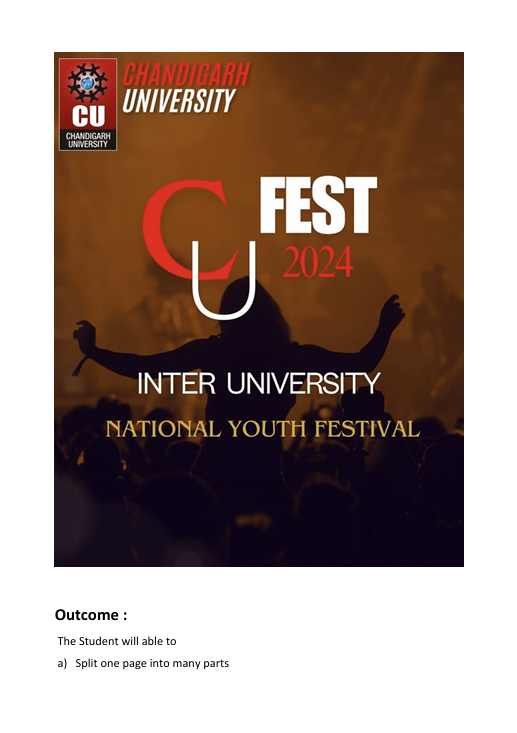 CHANDIGARH
UNIVERSITY
CU
CHANDIGARH
UNIVERSITY
CU FEST
2024
INTER UNIVERSITY
NATIONAL YOUTH FESTIVAL
Outcome :
The Student will able to
a) Split one page into many parts